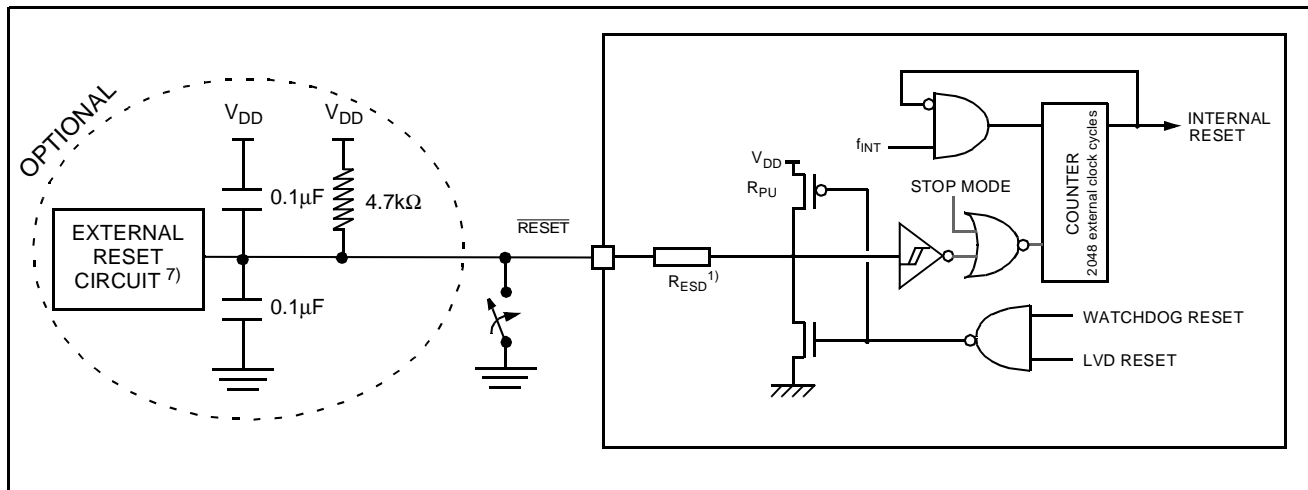 OPTIONAL
V_DD
V_DD
0.1µF
4.7kΩ
EXTERNAL
RESET
CIRCUIT 7)
0.1µF
RESET
R_ESD 1)
V_DD
R_PU
STOP MODE
f_INT
COUNTER
2048 external clock cycles
INTERNAL
RESET
WATCHDOG RESET
LVD RESET